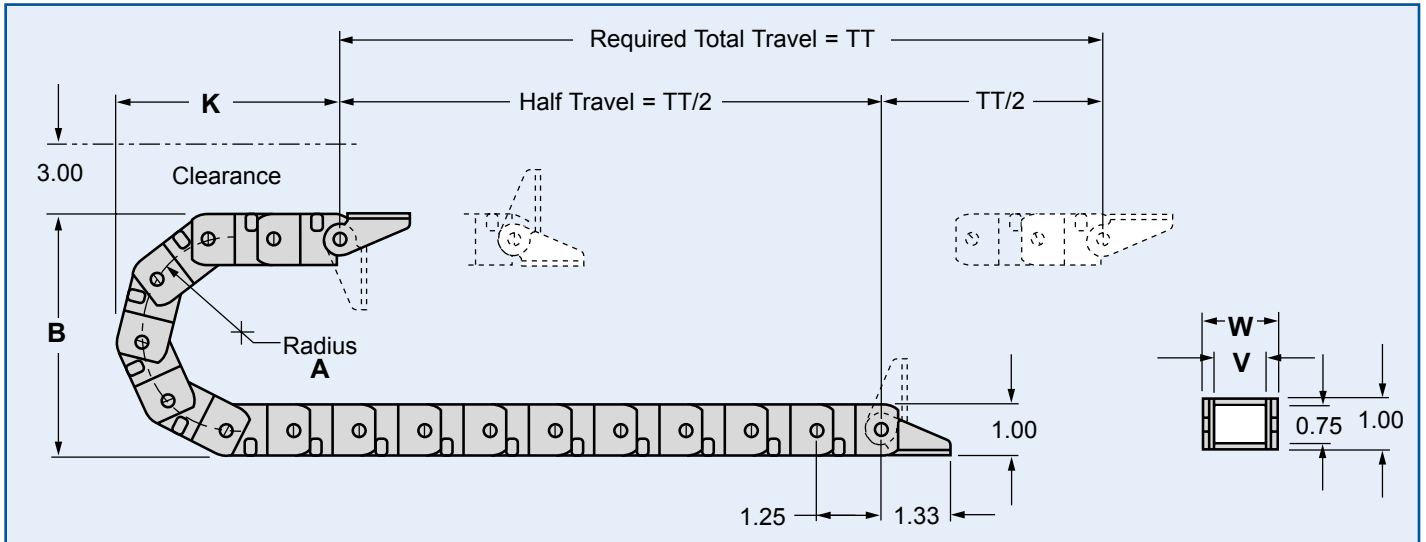 Required Total Travel = TT
K
Half Travel = TT/2
TT/2
3.00
Clearance
B
Radius
A
W
V
1.00
0.75
1.00
1.25
1.33